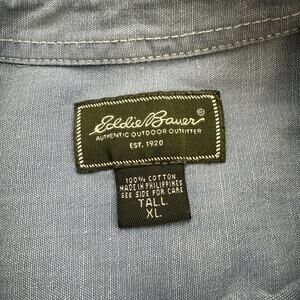 Eddie Bauer®
AUTHENTIC OUTDOOR OUTFITTER
EST. 1920
100% COTTON
MADE IN PHILIPPINES
SEE SIDE FOR CARE
TALL
XL